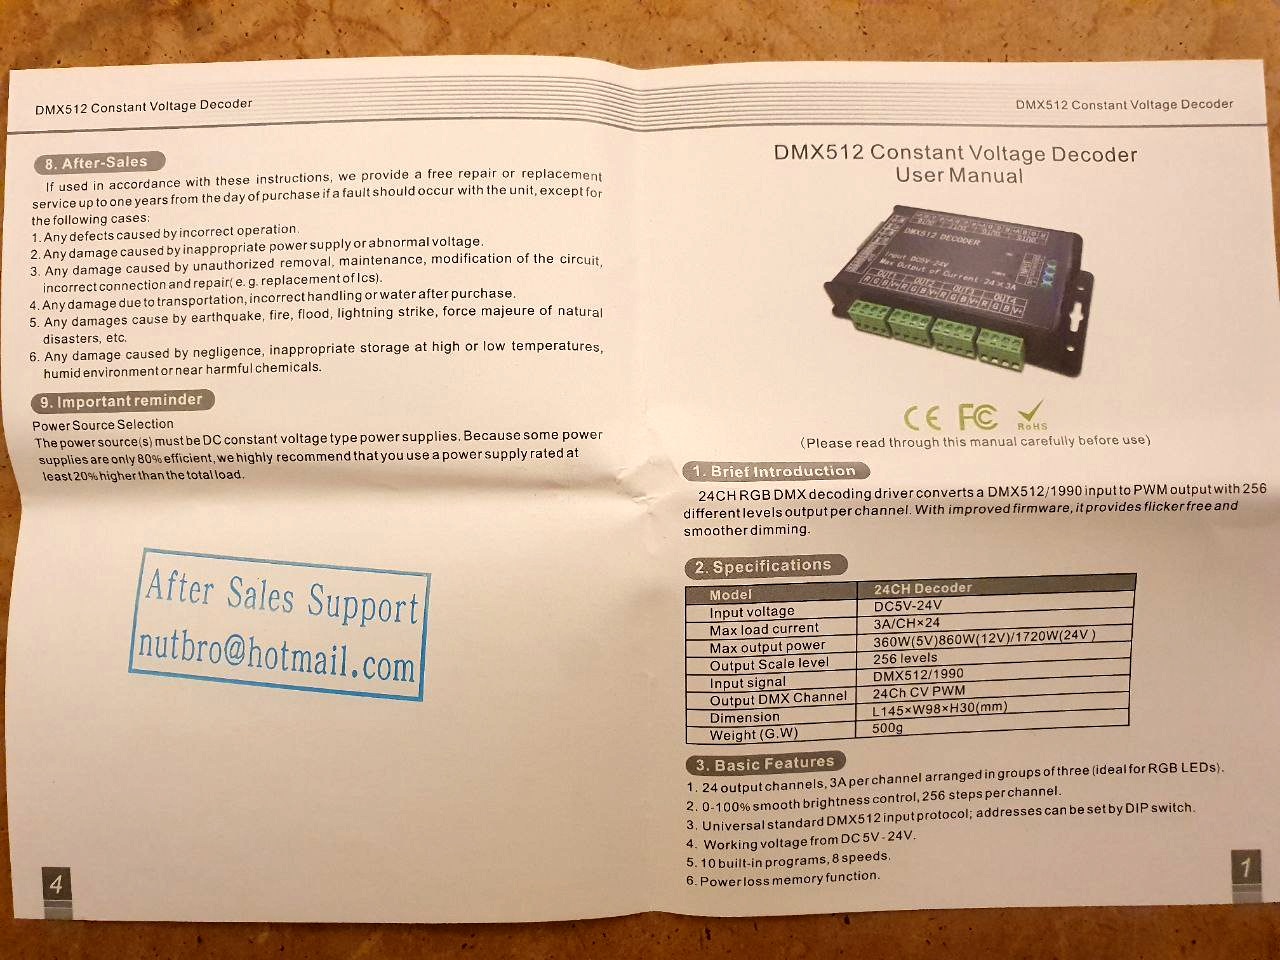 DMX512 Constant Voltage Decoder
8. After-Sales
If used in accordance with these instructions, we provide a free repair or replacement
service up to one years from the day of purchase if a fault should occur with the unit, except for
the following cases:
1. Any defects caused by incorrect operation.
2. Any damage caused by inappropriate power supply or abnormal voltage.
3. Any damage caused by unauthorized removal, maintenance, modification of the circuit,
incorrect connection and repair( e. g. replacement of Ics).
4. Any damage due to transportation, incorrect handling or water after purchase.
5. Any damages cause by earthquake, fire, flood, lightning strike, force majeure of natural
disasters, etc.
6. Any damage caused by negligence, inappropriate storage at high or low temperatures,
humid environment or near harmful chemicals.
9. Important reminder
Power Source Selection
The power source(s) must be DC constant voltage type power supplies. Because some power
supplies are only 80% efficient, we highly recommend that you use a power supply rated at
least 20% higher than the total load.
After Sales Support
nutbro@hotmail.com
4
DMX512 Constant Voltage Decoder
DMX512 Constant Voltage Decoder
User Manual
DMX512 DECODER
Input DC5V-24V
Max Output of Current 24×3A
OUT1 OUT2 OUT3 OUT4
R G B V+ R G B V+ R G B V+ R G B V+
CE FC RoHS
(Please read through this manual carefully before use)
1. Brief Introduction
24CH RGB DMX decoding driver converts a DMX512/1990 input to PWM output with 256
different levels output per channel. With improved firmware, it provides flicker free and
smoother dimming.
2. Specifications
Model 24CH Decoder
Input voltage DC5V-24V
Max load current 3A/CH×24
Max output power 360W(5V)860W(12V)/1720W(24V )
Output Scale level 256 levels
Input signal DMX512/1990
Output DMX Channel 24Ch CV PWM
Dimension L145×W98×H30(mm)
Weight (G.W) 500g
3. Basic Features
1. 24 output channels, 3A per channel arranged in groups of three (ideal for RGB LEDs).
2. 0-100% smooth brightness control, 256 steps per channel.
3. Universal standard DMX512 input protocol; addresses can be set by DIP switch.
4. Working voltage from DC 5V - 24V.
5. 10 built-in programs, 8 speeds.
6. Power loss memory function.
1